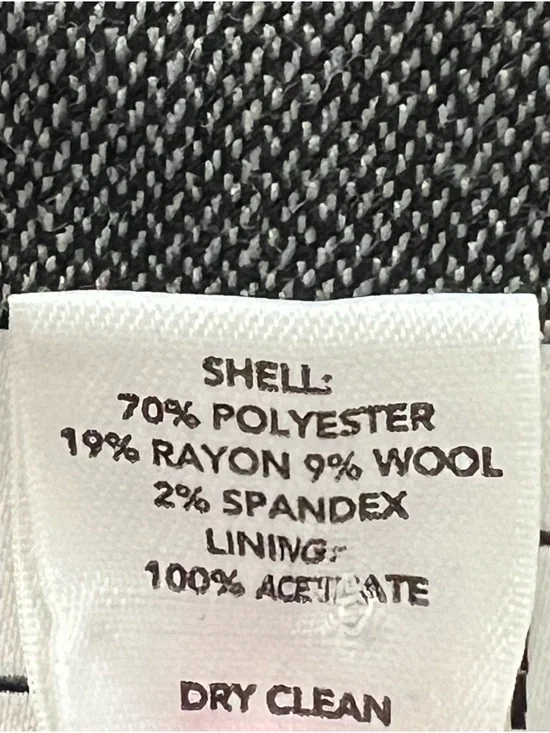 SHELL:
70% POLYESTER
19% RAYON 9% WOOL
2% SPANDEX
LINING:
100% ACETATE
DRY CLEAN